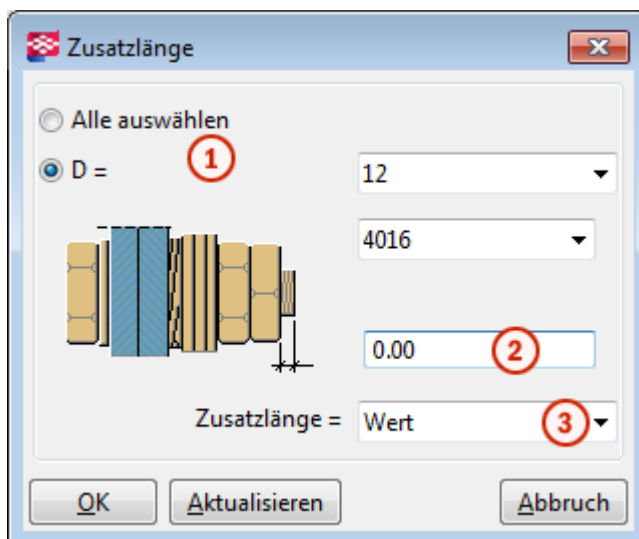 Zusatzlänge
Alle auswählen
1
D =
12
4016
0.00
2
Zusatzlänge =
Wert
3
OK
Aktualisieren
Abbruch